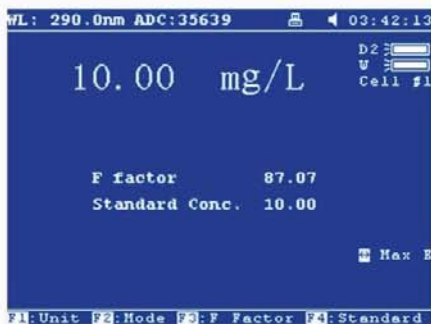 WL: 290.0nm ADC:35639 03:42:13
D2
W
10.00 mg/L
Cell #1
F factor 87.07
Standard Conc. 10.00
Max E
F1:Unit F2:Mode F3:F Factor F4:Standard